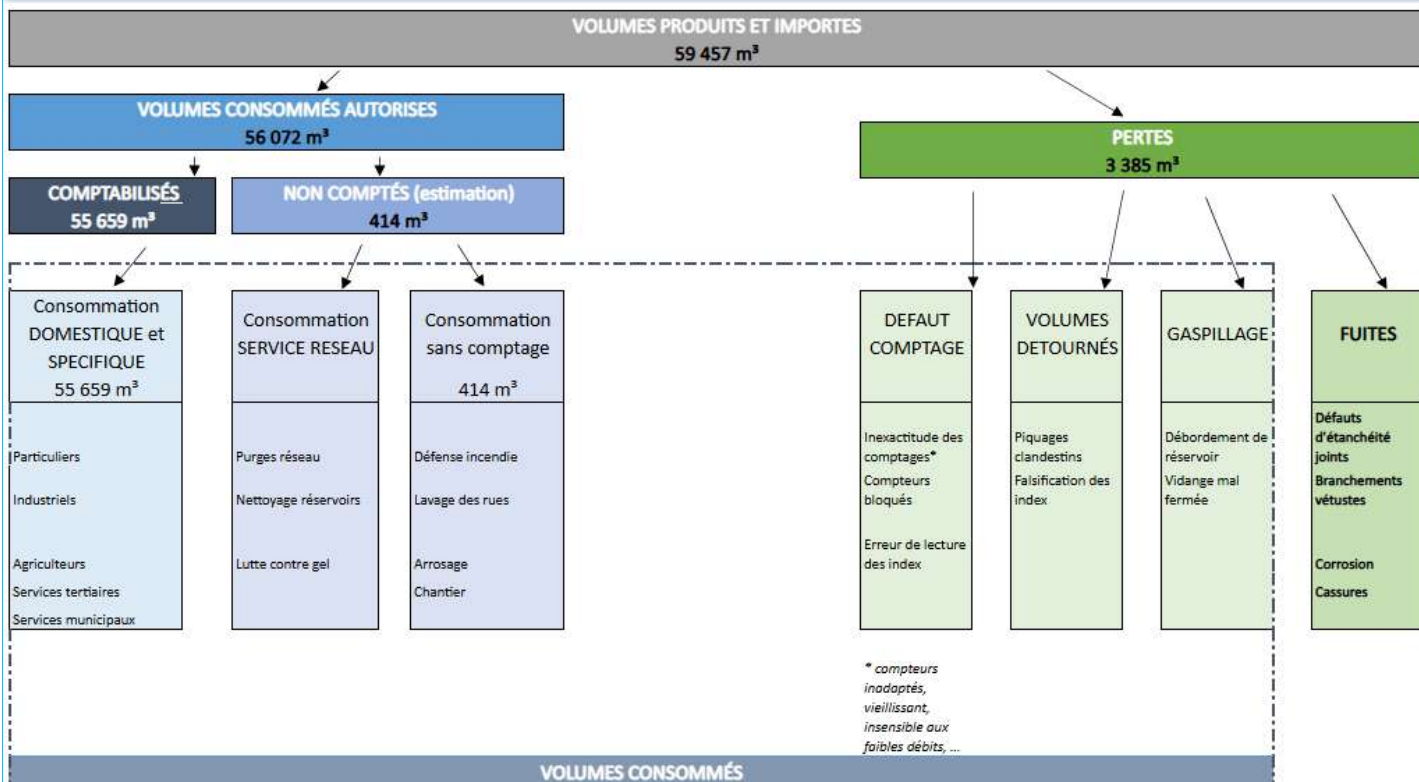 VOLUMES PRODUITS ET IMPORTES
59 457 m³
VOLUMES CONSOMMÉS AUTORISES
56 072 m³
PERTES
3 385 m³
COMPTABILISÉS
55 659 m³
NON COMPTÉS (estimation)
414 m³
Consommation
DOMESTIQUE et
SPECIFIQUE
55 659 m³
Particuliers
Industriels
Agriculteurs
Services tertiaires
Services municipaux
Consommation
SERVICE RESEAU
Purges réseau
Nettoyage réservoirs
Lutte contre gel
Consommation
sans comptage
414 m³
Défense incendie
Lavage des rues
Arrosage
Chantier
DEFAUT
COMPTAGE
Inexactitude des
comptages*
Compteurs
bloqués
Erreur de lecture
des index
* compteurs
inadaptés,
vieillissant,
insensible aux
faibles débits, ...
VOLUMES
DETOURNÉS
Piquages
clandestins
Falsification des
index
GASPILLAGE
Débordement de
réservoir
Vidange mal
fermée
FUITES
Défauts
d'étanchéité
joints
Branchements
vétustes
Corrosion
Cassures
VOLUMES CONSOMMÉS